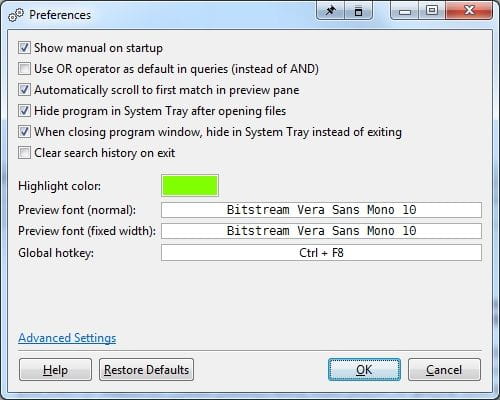 Preferences
Show manual on startup
Use OR operator as default in queries (instead of AND)
Automatically scroll to first match in preview pane
Hide program in System Tray after opening files
When closing program window, hide in System Tray instead of exiting
Clear search history on exit
Highlight color:
Preview font (normal): Bitstream Vera Sans Mono 10
Preview font (fixed width): Bitstream Vera Sans Mono 10
Global hotkey: Ctrl + F8
Advanced Settings
Help Restore Defaults OK Cancel